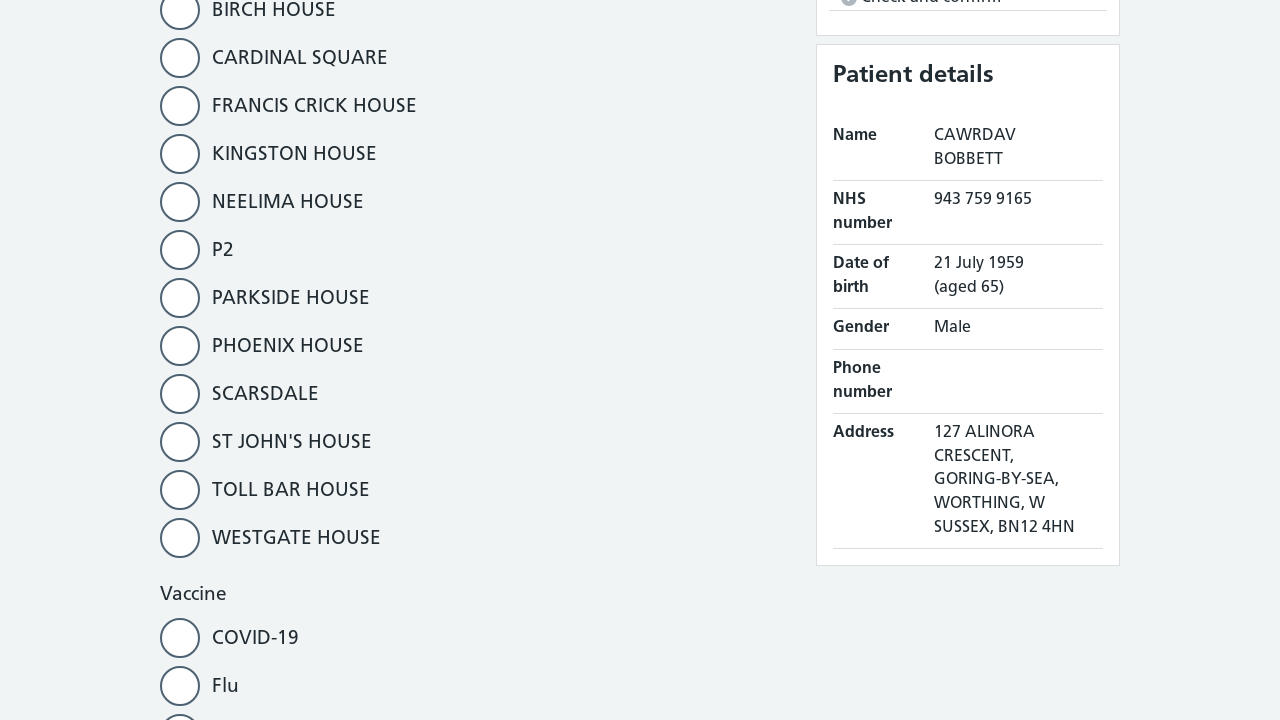 BIRCH HOUSE
CARDINAL SQUARE
FRANCIS CRICK HOUSE
KINGSTON HOUSE
NEELIMA HOUSE
P2
PARKSIDE HOUSE
PHOENIX HOUSE
SCARSDALE
ST JOHN'S HOUSE
TOLL BAR HOUSE
WESTGATE HOUSE
Vaccine
COVID-19
Flu
Check and confirm
Patient details
Name CAWRDAV
BOBBETT
NHS 943 759 9165
number
Date of 21 July 1959
birth (aged 65)
Gender Male
Phone
number
Address 127 ALINORA
CRESCENT,
GORING-BY-SEA,
WORTHING, W
SUSSEX, BN12 4HN